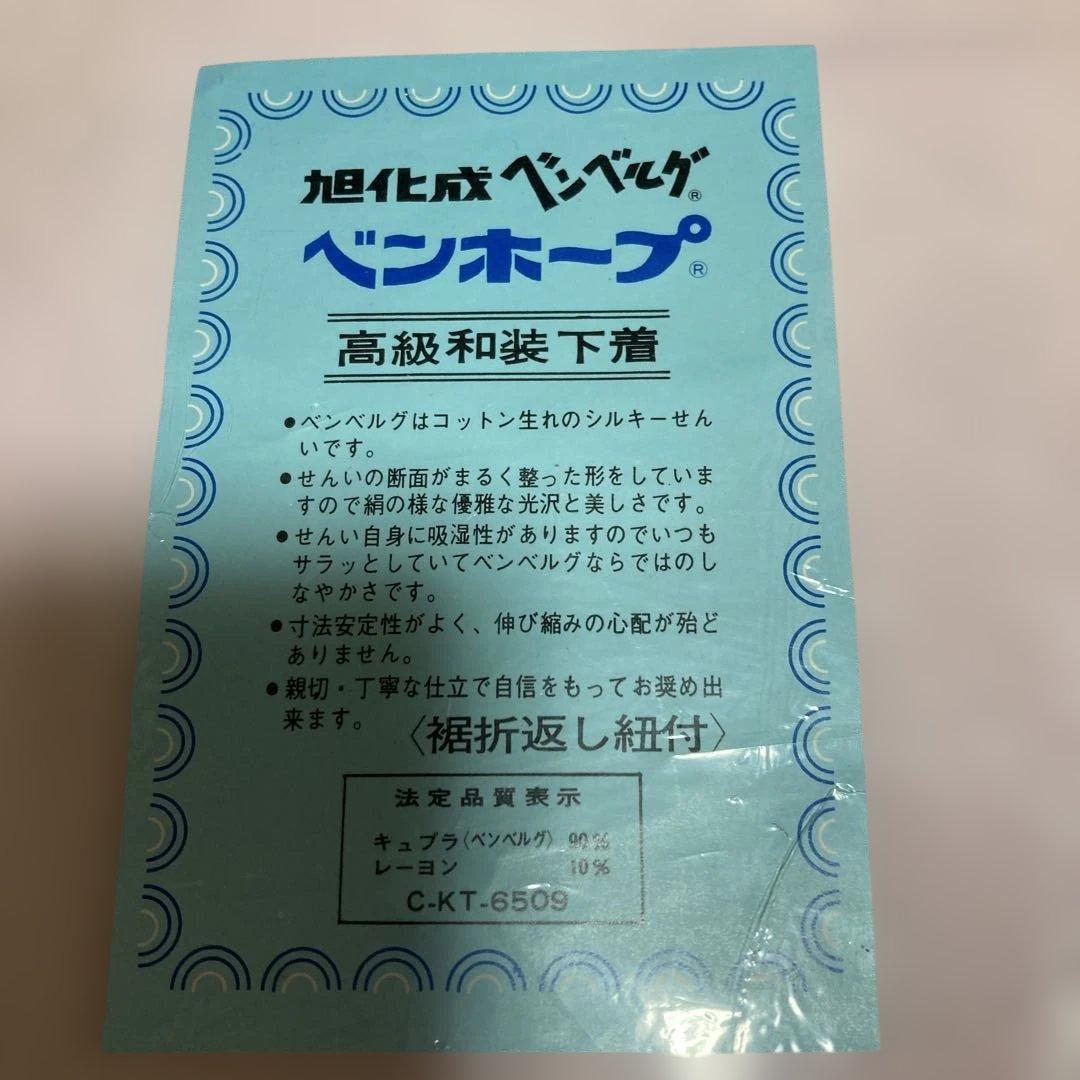 旭化成ベンベルグ®
ベンホープ®
高級和装下着
●ベンベルグはコットン生れのシルキーせん
いです。
●せんいの断面がまるく整った形をしていま
すので絹の様な優雅な光沢と美しさです。
●せんい自身に吸湿性がありますのでいつも
サラッとしていてベンベルグならではのし
なやかさです。
●寸法安定性がよく、伸び縮みの心配が殆ど
ありません。
●親切・丁寧な仕立で自信をもってお奨め出
来ます。
〈裾折返し紐付〉
法定品質表示
キュプラ〈ベンベルグ〉 90%
レーヨン 10%
C-KT-6509